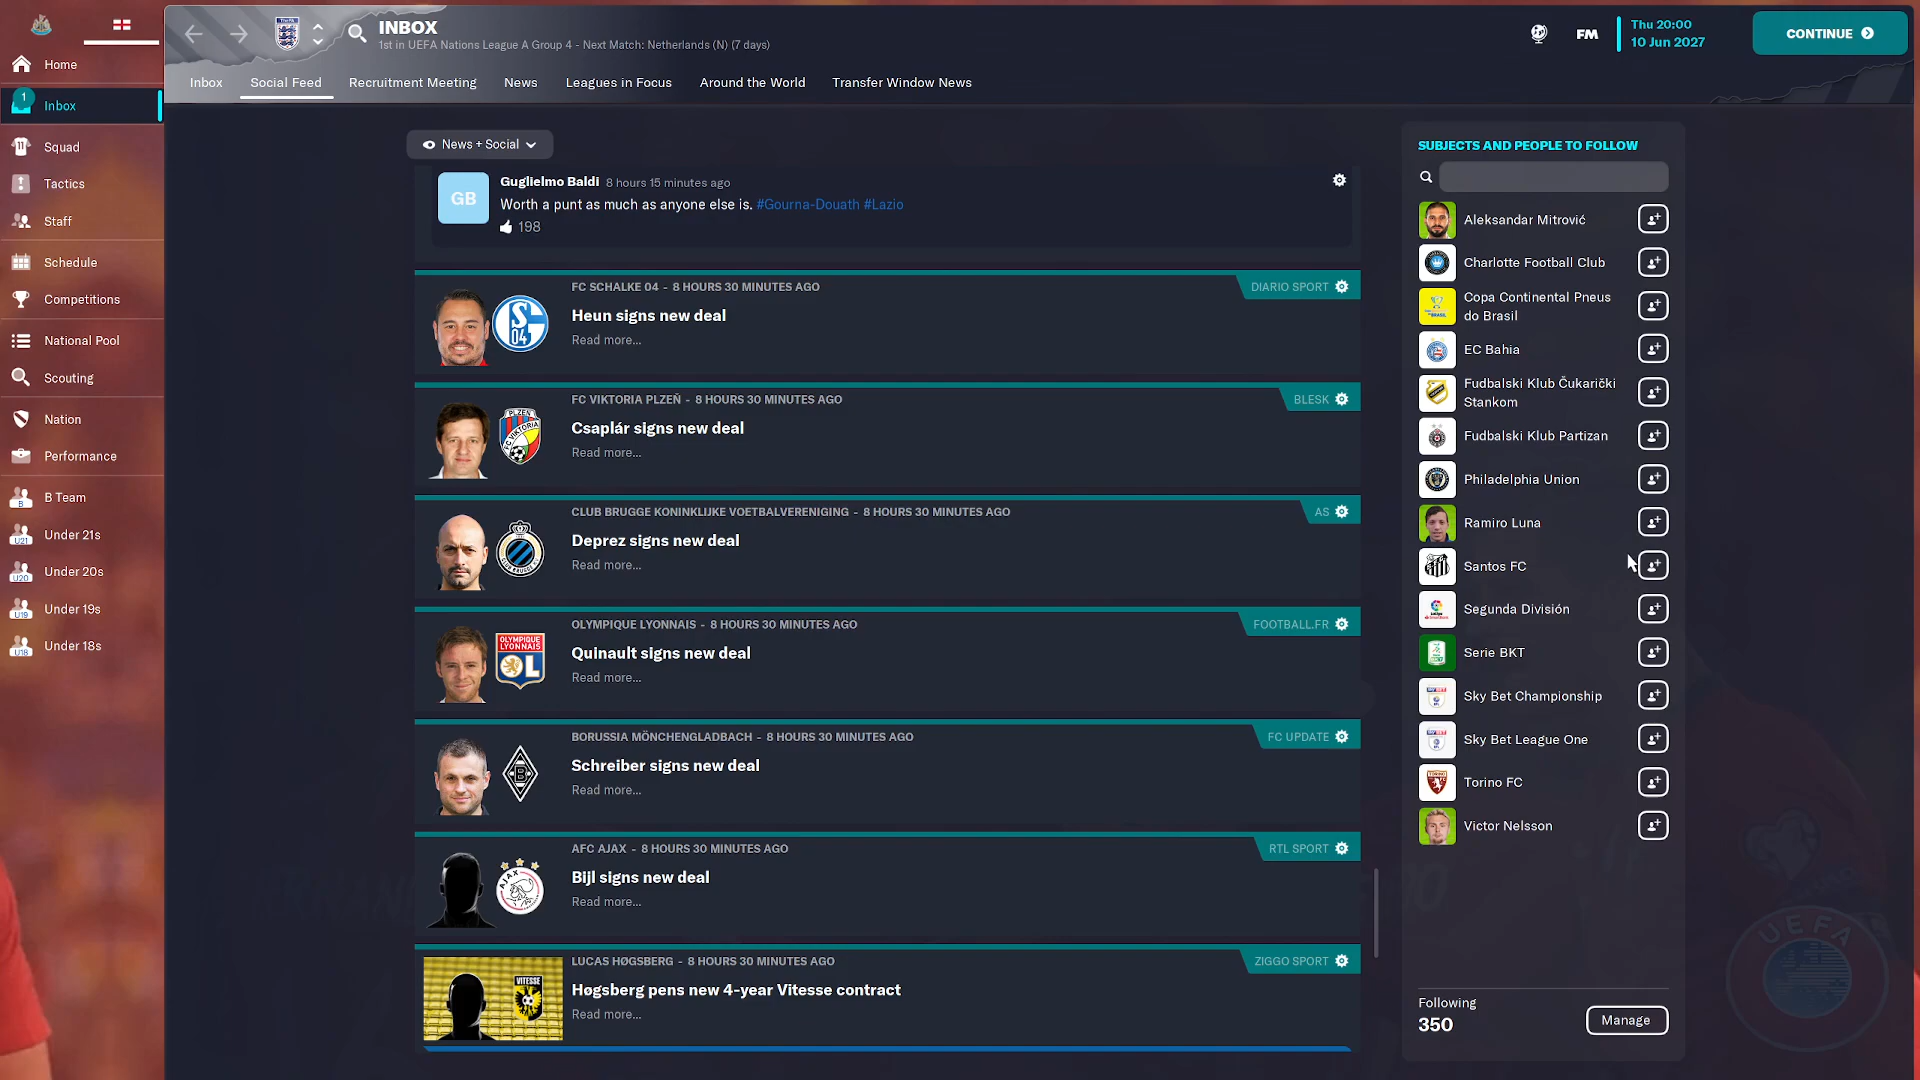 INBOX
1st in UEFA Nations League A Group 4 - Next Match: Netherlands (N) (7 days)
FM
Thu 20:00
10 Jun 2027
CONTINUE
Inbox
Social Feed
Recruitment Meeting
News
Leagues in Focus
Around the World
Transfer Window News
Home
1
Inbox
Squad
Tactics
Staff
Schedule
Competitions
National Pool
Scouting
Nation
Performance
B
B Team
U21
Under 21s
U20
Under 20s
U19
Under 19s
U18
Under 18s
News + Social
GB
Guglielmo Baldi 8 hours 15 minutes ago
Worth a punt as much as anyone else is. #Gourna-Douath #Lazio
198
FC SCHALKE 04 - 8 HOURS 30 MINUTES AGO
DIARIO SPORT
Heun signs new deal
Read more...
FC VIKTORIA PLZEŇ - 8 HOURS 30 MINUTES AGO
BLESK
Csaplár signs new deal
Read more...
CLUB BRUGGE KONINKLIJKE VOETBALVERENIGING - 8 HOURS 30 MINUTES AGO
AS
Deprez signs new deal
Read more...
OLYMPIQUE LYONNAIS - 8 HOURS 30 MINUTES AGO
FOOTBALL.FR
Quinault signs new deal
Read more...
BORUSSIA MÖNCHENGLADBACH - 8 HOURS 30 MINUTES AGO
FC UPDATE
Schreiber signs new deal
Read more...
AFC AJAX - 8 HOURS 30 MINUTES AGO
RTL SPORT
Bijl signs new deal
Read more...
LUCAS HØGSBERG - 8 HOURS 30 MINUTES AGO
ZIGGO SPORT
Høgsberg pens new 4-year Vitesse contract
Read more...
VITESSE
SUBJECTS AND PEOPLE TO FOLLOW
Aleksandar Mitrović
Charlotte Football Club
Copa Continental Pneus
do Brasil
EC Bahia
Fudbalski Klub Čukarički
Stankom
Fudbalski Klub Partizan
Philadelphia Union
Ramiro Luna
Santos FC
Segunda División
Serie BKT
Sky Bet Championship
Sky Bet League One
Torino FC
Victor Nelsson
Following
350
Manage
UEFA